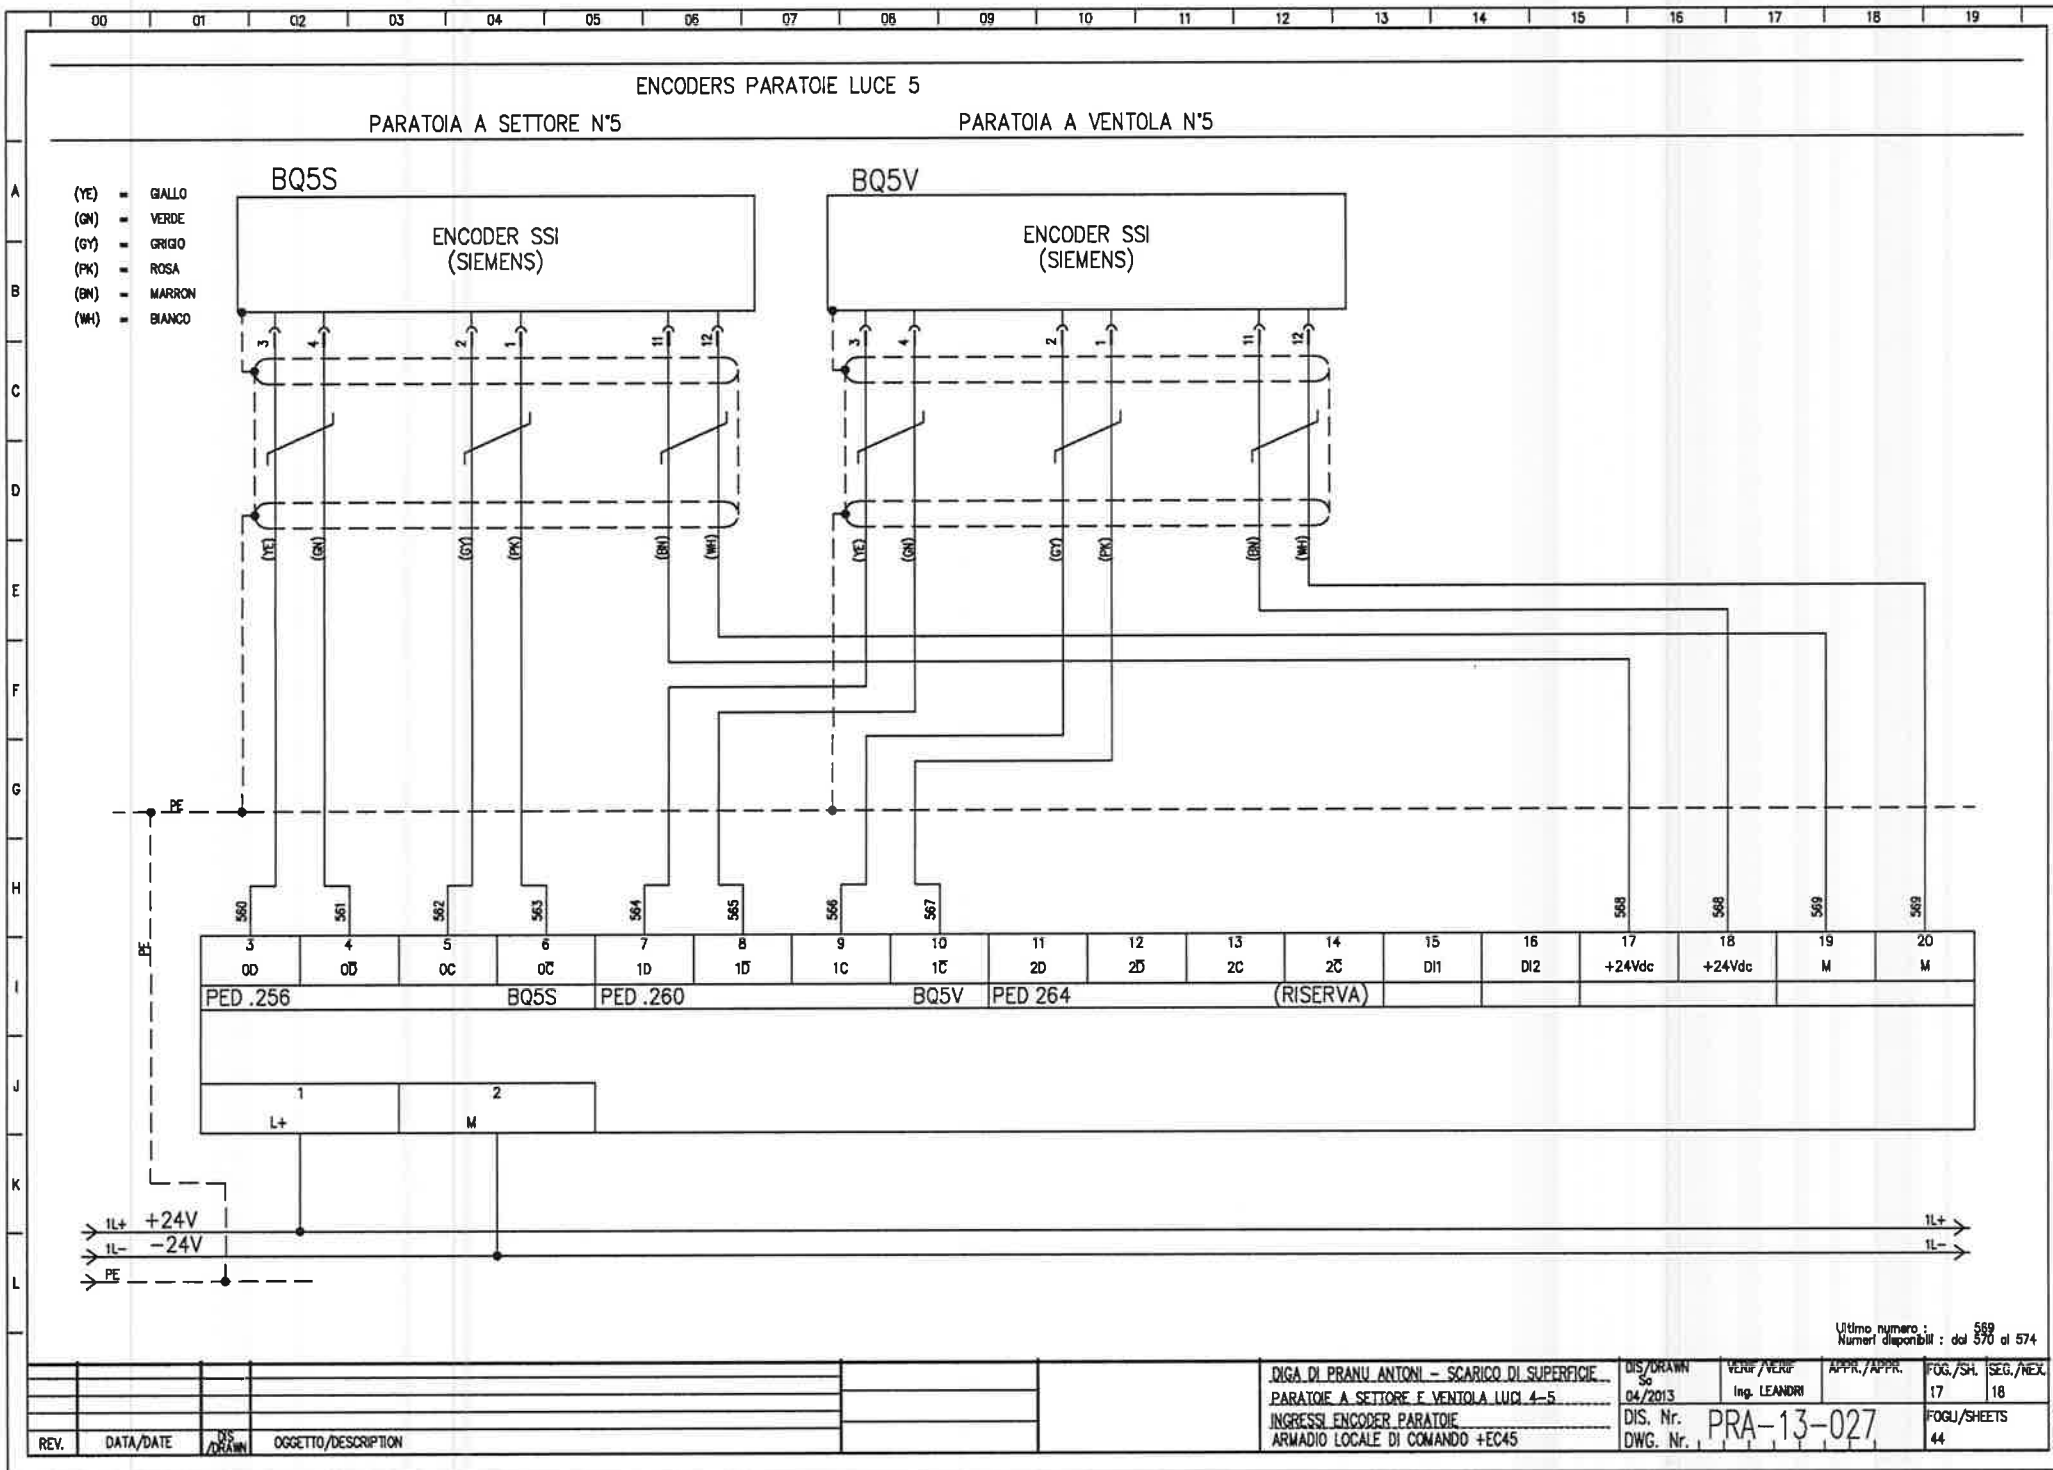 00 01 02 03 04 05 06 07 08 09 10 11 12 13 14 15 16 17 18 19
ENCODERS PARATOIE LUCE 5
PARATOIA A SETTORE N°5 PARATOIA A VENTOLA N°5
A
B
C
D
E
F
G
H
I
J
K
L
(YE) = GIALLO
(GN) = VERDE
(GY) = GRIGIO
(PK) = ROSA
(BN) = MARRON
(WH) = BIANCO
BQ5S
ENCODER SSI
(SIEMENS)
BQ5V
ENCODER SSI
(SIEMENS)
3 4 2 1 11 12 3 4 2 1 11 12
(YE) (GN) (GY) (PK) (BN) (WH) (YE) (GN) (GY) (PK) (BN) (WH)
PE
PE
560 561 562 563 564 565 566 567 568 568 569 569
3 4 5 6 7 8 9 10 11 12 13 14 15 16 17 18 19 20
0D 0D̅ 0C 0C̅ 1D 1D̅ 1C 1C̅ 2D 2D̅ 2C 2C̅ DI1 DI2 +24Vdc +24Vdc M M
PED .256 BQ5S PED .260 BQ5V PED 264 (RISERVA)
1 2
L+ M
1L+ +24V 1L+
1L- -24V 1L-
PE
Ultimo numero : 569
Numeri disponibili : dal 570 al 574
REV. DATA/DATE DIS /DRAWN OGGETTO/DESCRIPTION
DIGA DI PRANU ANTONI - SCARICO DI SUPERFICIE
PARATOIE A SETTORE E VENTOLA LUCI 4-5
INGRESSI ENCODER PARATOIE
ARMADIO LOCALE DI COMANDO +EC45
DIS/DRAWN
Sa
04/2013
VERIF/VERIF
Ing. LEANDRI
APPR./APPR.
FOG./SH.
17
SEG./NEX.
18
DIS. Nr.
DWG. Nr.
PRA-13-027
FOGLI/SHEETS
44